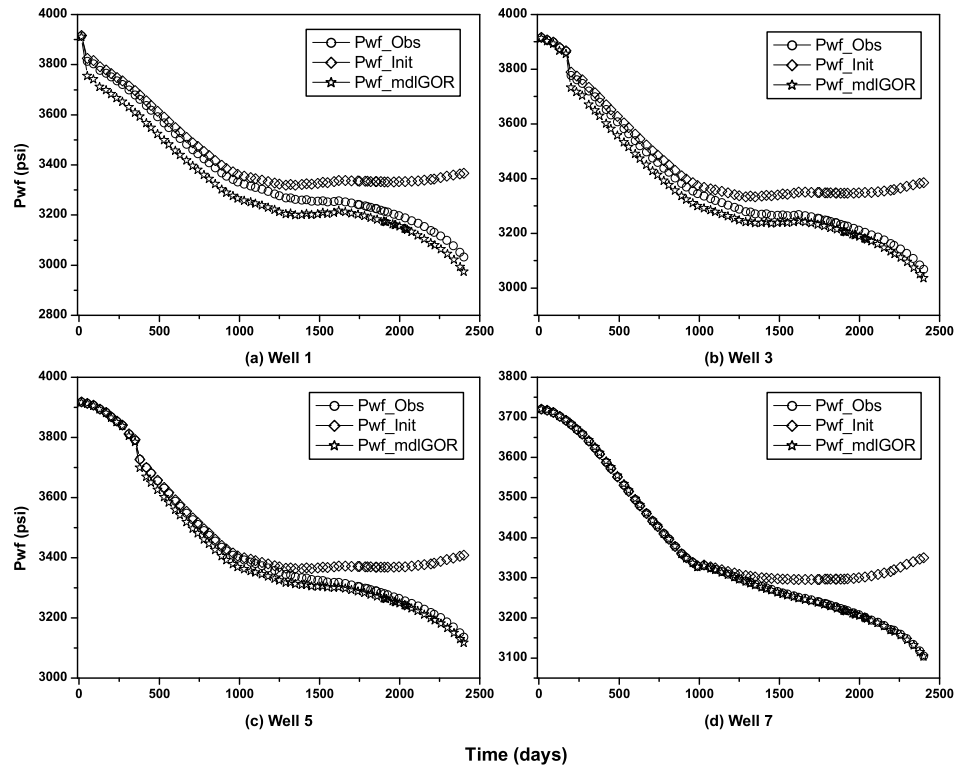 Pwf (psi)
4000
3800
3600
3400
3200
3000
2800
Pwf_Obs
Pwf_Init
Pwf_mdlGOR
0 500 1000 1500 2000 2500
(a) Well 1
4000
3800
3600
3400
3200
3000
Pwf_Obs
Pwf_Init
Pwf_mdlGOR
0 500 1000 1500 2000 2500
(b) Well 3
Pwf (psi)
4000
3800
3600
3400
3200
3000
Pwf_Obs
Pwf_Init
Pwf_mdlGOR
0 500 1000 1500 2000 2500
(c) Well 5
3800
3700
3600
3500
3400
3300
3200
3100
Pwf_Obs
Pwf_Init
Pwf_mdlGOR
0 500 1000 1500 2000 2500
(d) Well 7
Time (days)